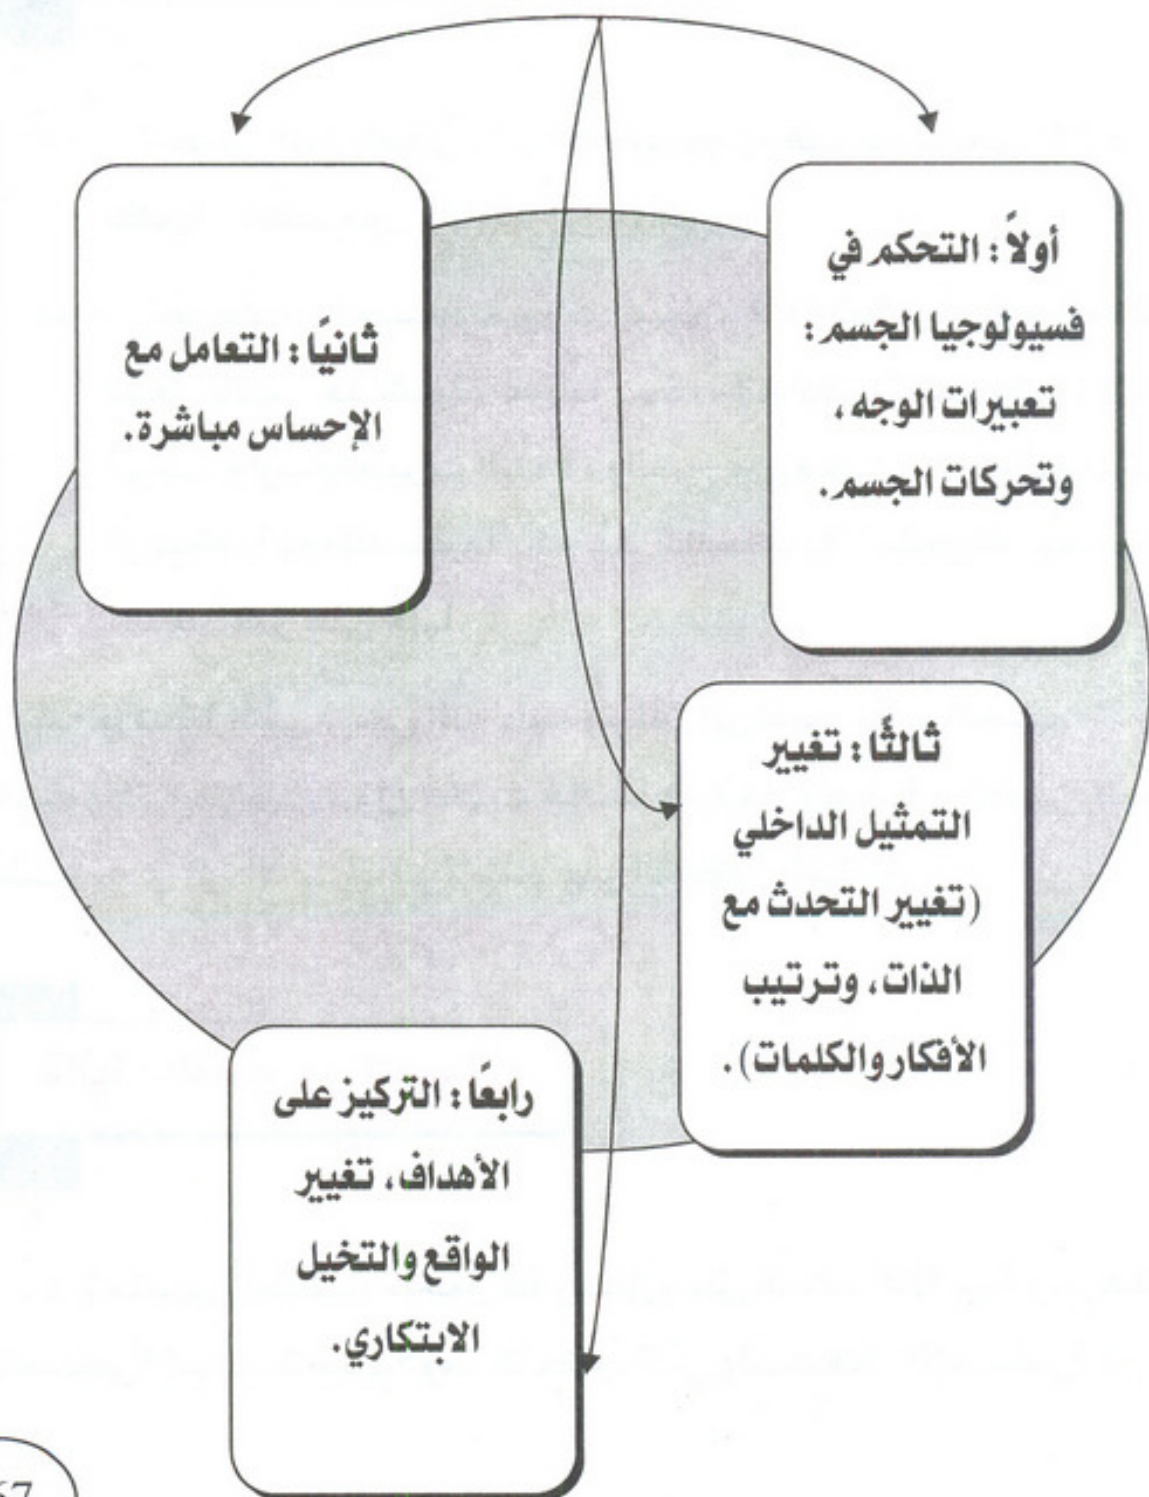 أولاً : التحكم في
فسيولوجيا الجسم :
تعبيرات الوجه ،
وتحركات الجسم.
ثانيًا : التعامل مع
الإحساس مباشرة.
ثالثًا : تغيير
التمثيل الداخلي
(تغيير التحدث مع
الذات، وترتيب
الأفكار والكلمات).
رابعًا : التركيز على
الأهداف، تغيير
الواقع والتخيل
الابتكاري.